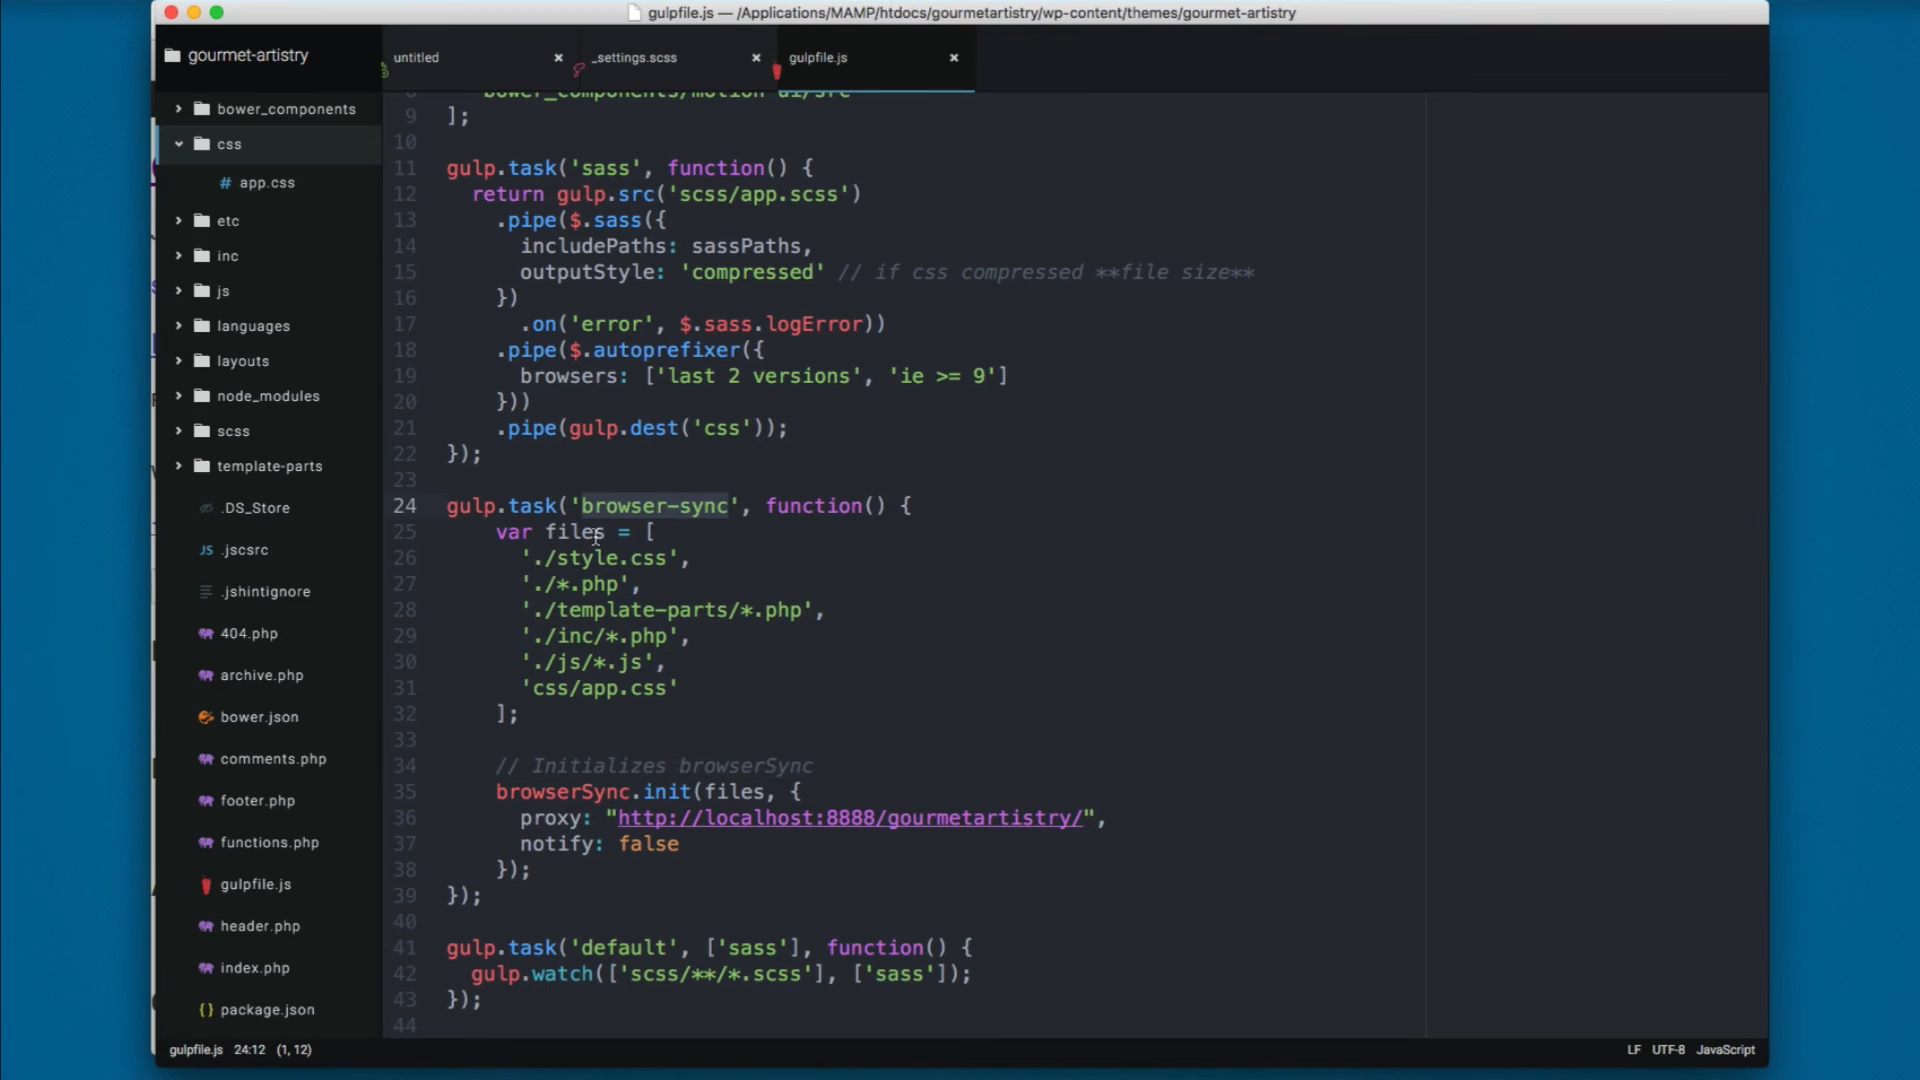 gulpfile.js — /Applications/MAMP/htdocs/gourmetartistry/wp-content/themes/gourmet-artistry
gourmet-artistry
untitled
_settings.scss
gulpfile.js
bower_components
css
app.css
etc
inc
js
languages
layouts
node_modules
scss
template-parts
.DS_Store
.jscsrc
.jshintignore
404.php
archive.php
bower.json
comments.php
footer.php
functions.php
gulpfile.js
header.php
index.php
package.json
9 ];
10
11 gulp.task('sass', function() {
12 return gulp.src('scss/app.scss')
13 .pipe($.sass({
14 includePaths: sassPaths,
15 outputStyle: 'compressed' // if css compressed **file size**
16 })
17 .on('error', $.sass.logError))
18 .pipe($.autoprefixer({
19 browsers: ['last 2 versions', 'ie >= 9']
20 }))
21 .pipe(gulp.dest('css'));
22 });
23
24 gulp.task('browser-sync', function() {
25 var files = [
26 './style.css',
27 './*.php',
28 './template-parts/*.php',
29 './inc/*.php',
30 './js/*.js',
31 'css/app.css'
32 ];
33
34 // Initializes browserSync
35 browserSync.init(files, {
36 proxy: "http://localhost:8888/gourmetartistry/",
37 notify: false
38 });
39 });
40
41 gulp.task('default', ['sass'], function() {
42 gulp.watch(['scss/**/*.scss'], ['sass']);
43 });
44
gulpfile.js 24:12 (1, 12)
LF UTF-8 JavaScript